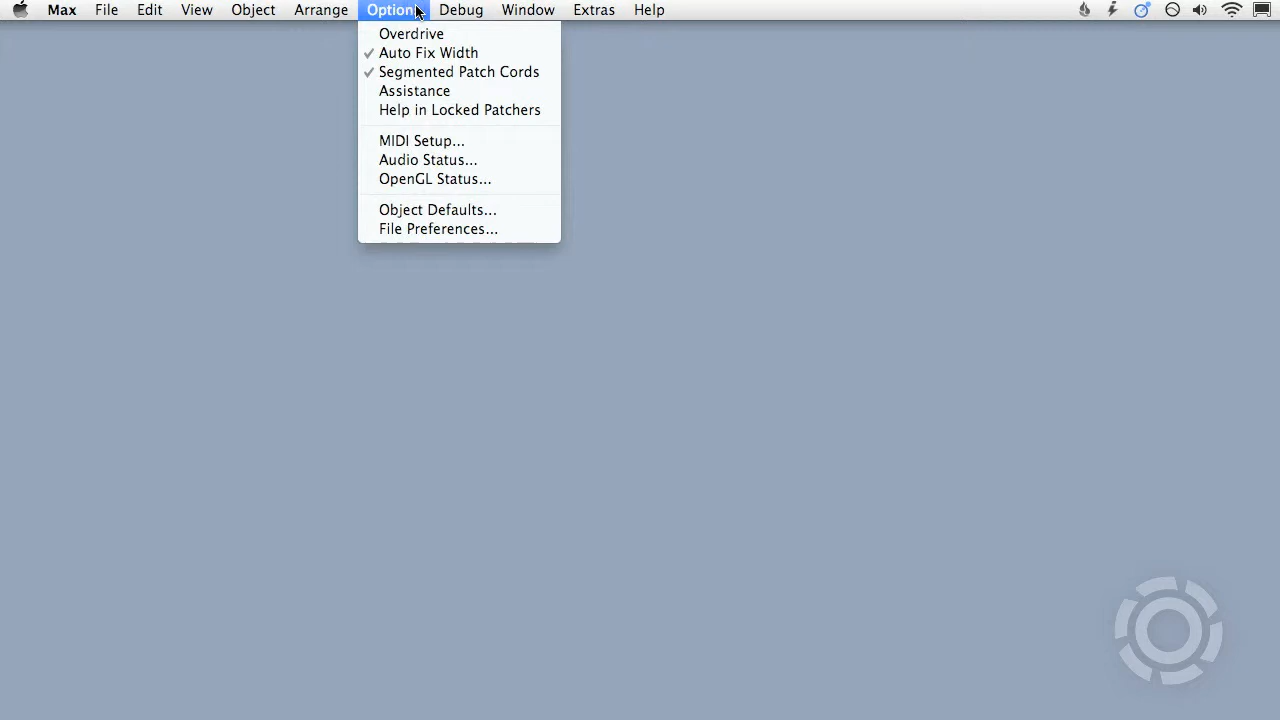 Max File Edit View Object Arrange Option Debug Window Extras Help
Overdrive
✓ Auto Fix Width
✓ Segmented Patch Cords
Assistance
Help in Locked Patchers
MIDI Setup...
Audio Status...
OpenGL Status...
Object Defaults...
File Preferences...